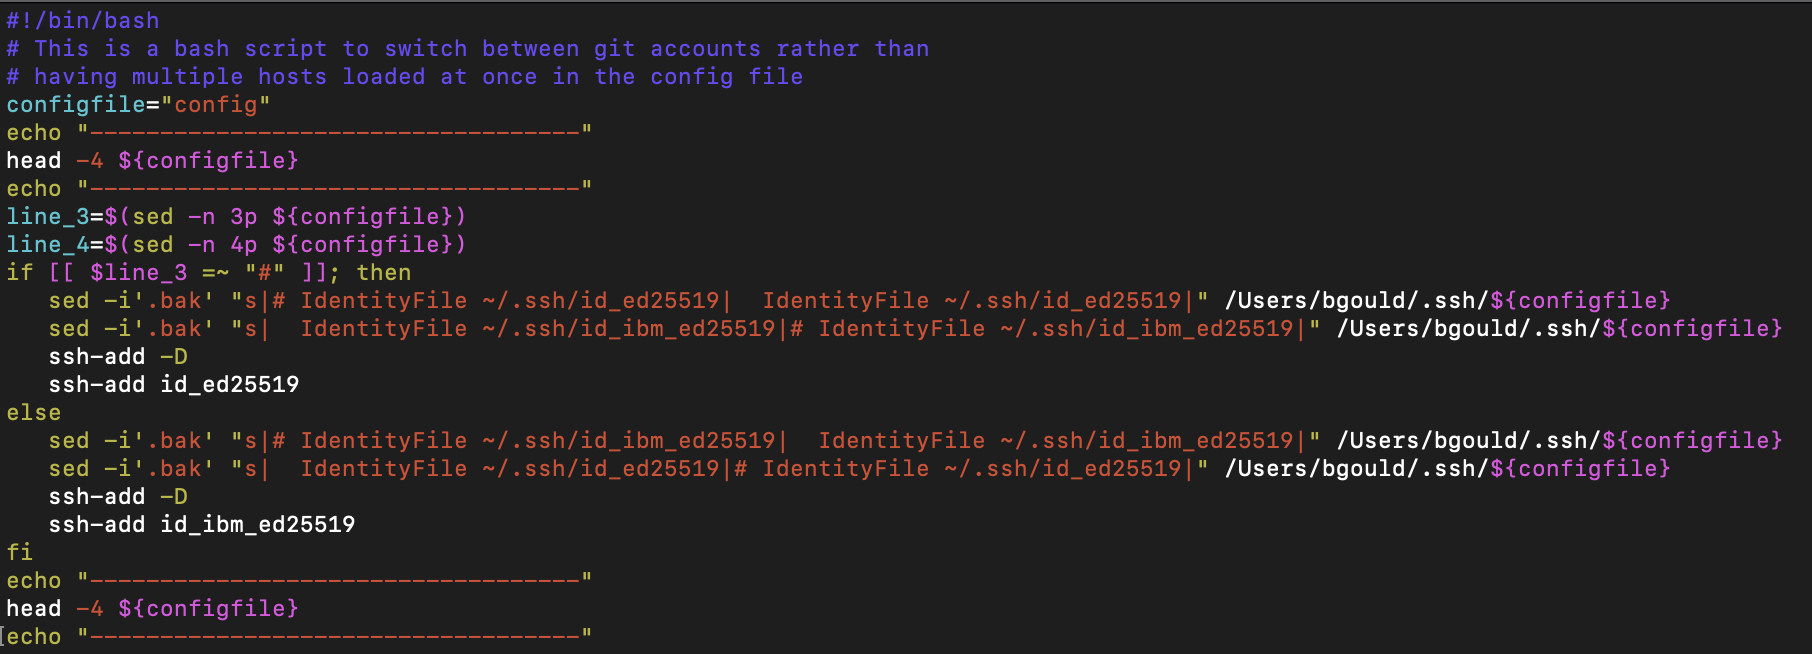 #!/bin/bash
# This is a bash script to switch between git accounts rather than
# having multiple hosts loaded at once in the config file
configfile="config"
echo "-----------------------------------"
head -4 ${configfile}
echo "-----------------------------------"
line_3=$(sed -n 3p ${configfile})
line_4=$(sed -n 4p ${configfile})
if [[ $line_3 =~ "#" ]]; then
   sed -i'.bak' "s|# IdentityFile ~/.ssh/id_ed25519|  IdentityFile ~/.ssh/id_ed25519|" /Users/bgould/.ssh/${configfile}
   sed -i'.bak' "s|  IdentityFile ~/.ssh/id_ibm_ed25519|# IdentityFile ~/.ssh/id_ibm_ed25519|" /Users/bgould/.ssh/${configfile}
   ssh-add -D
   ssh-add id_ed25519
else
   sed -i'.bak' "s|# IdentityFile ~/.ssh/id_ibm_ed25519|  IdentityFile ~/.ssh/id_ibm_ed25519|" /Users/bgould/.ssh/${configfile}
   sed -i'.bak' "s|  IdentityFile ~/.ssh/id_ed25519|# IdentityFile ~/.ssh/id_ed25519|" /Users/bgould/.ssh/${configfile}
   ssh-add -D
   ssh-add id_ibm_ed25519
fi
echo "-----------------------------------"
head -4 ${configfile}
echo "-----------------------------------"